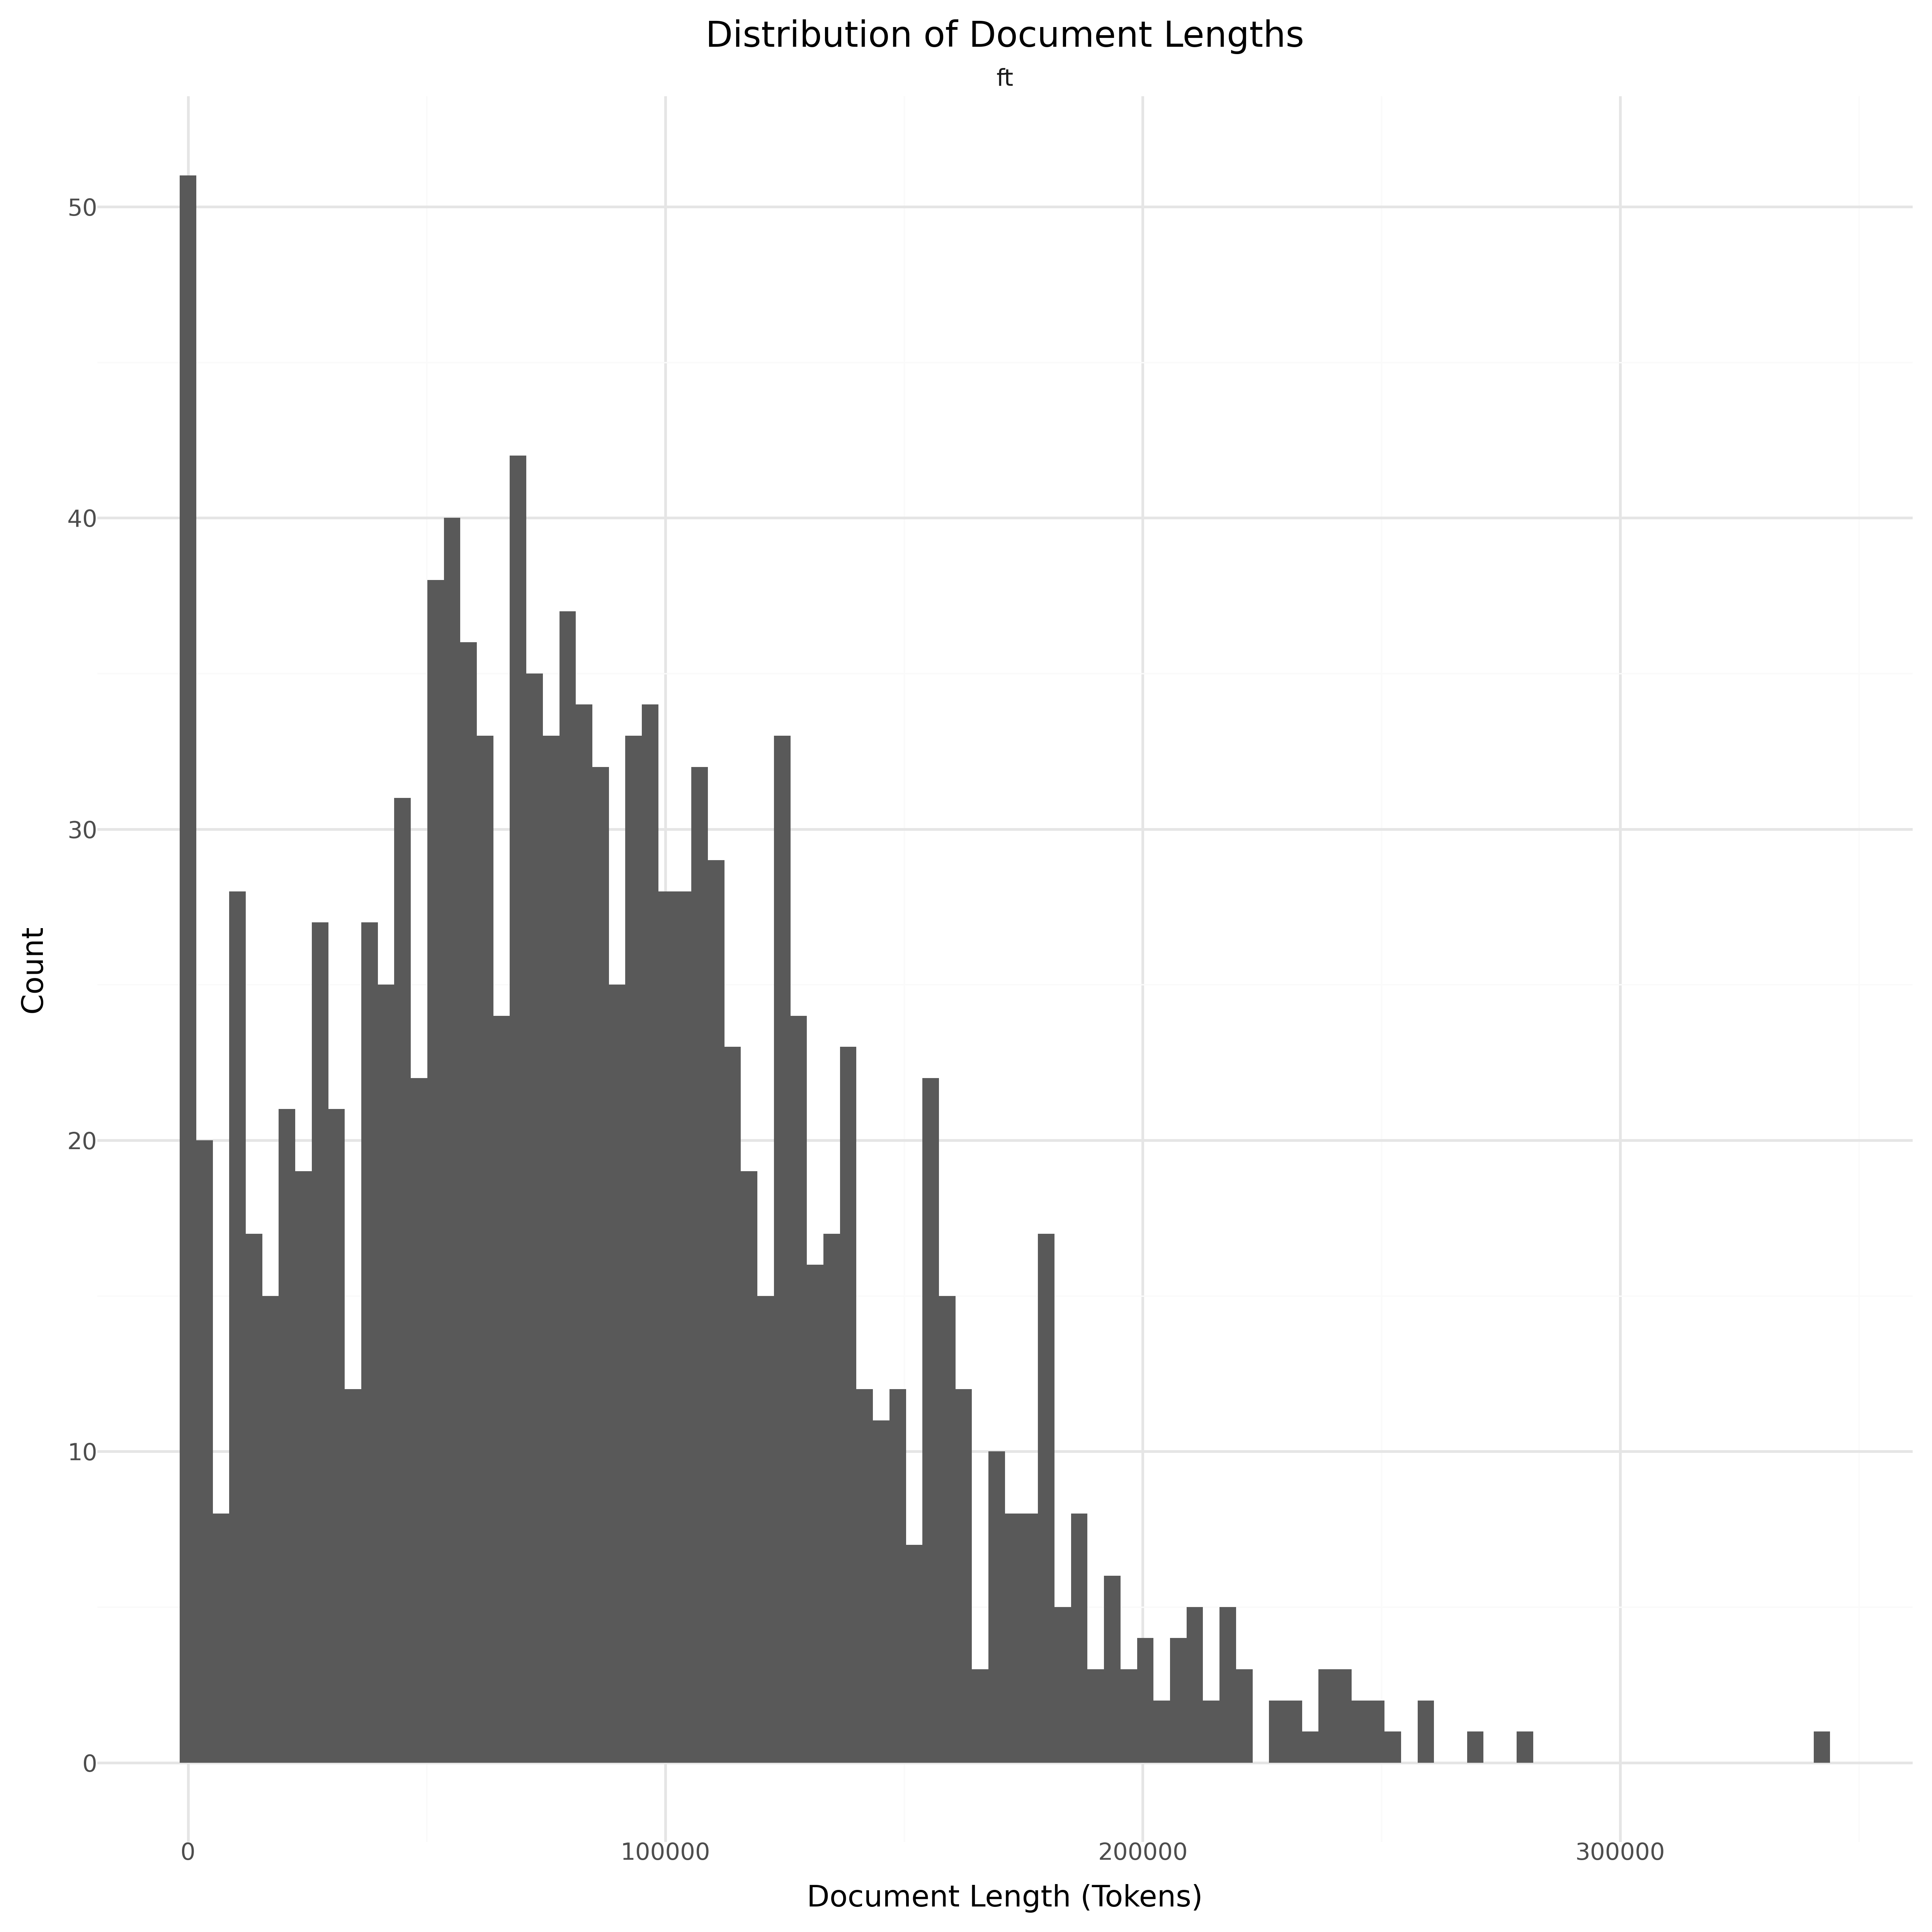 Distribution of Document Lengths
ft
50
40
30
20
10
0
Count
0 100000 200000 300000
Document Length (Tokens)